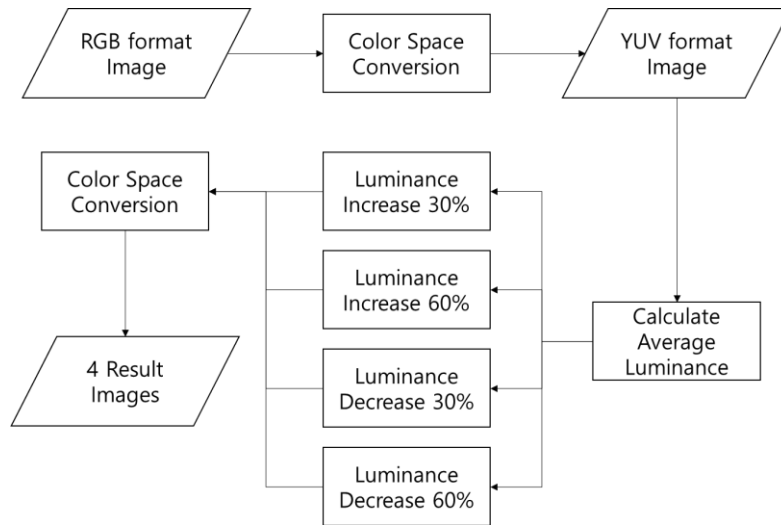 RGB format
Image
Color Space
Conversion
YUV format
Image
Color Space
Conversion
Luminance
Increase 30%
Luminance
Increase 60%
Calculate
Average
Luminance
4 Result
Images
Luminance
Decrease 30%
Luminance
Decrease 60%